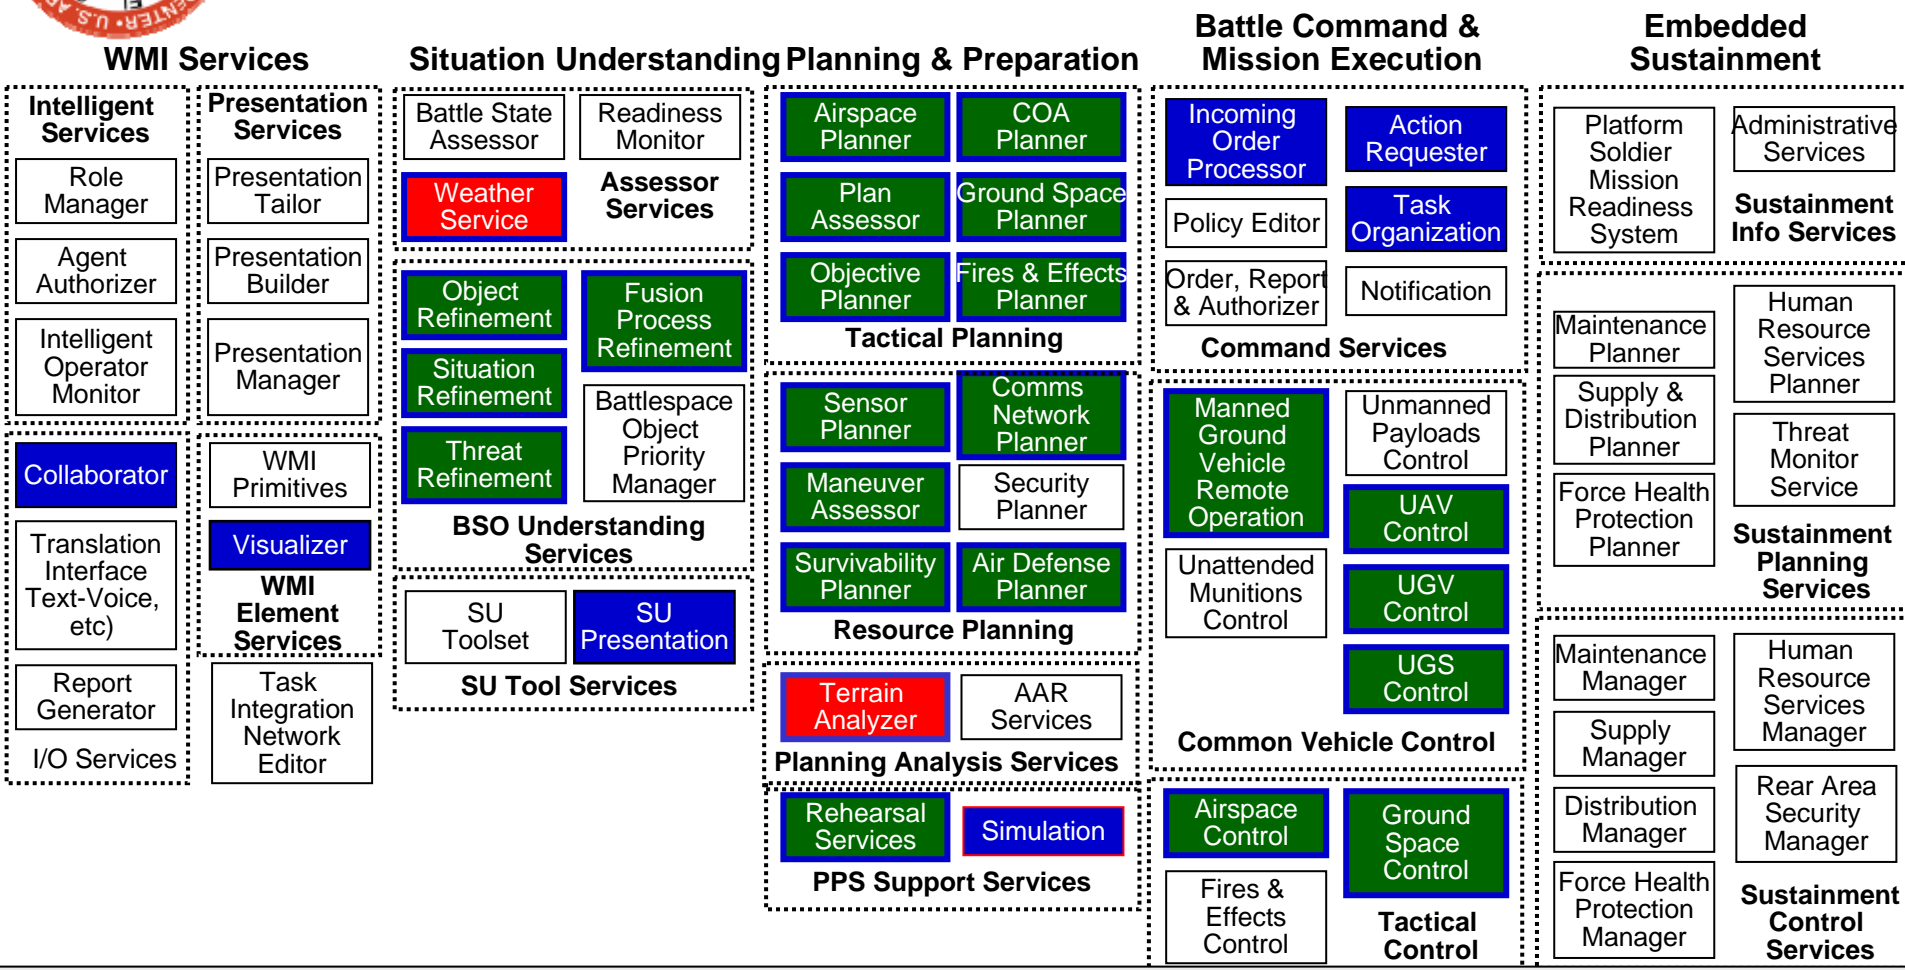 CENTER • U.S. AR
WMI Services
Intelligent
Services
Role
Manager
Agent
Authorizer
Intelligent
Operator
Monitor
Collaborator
Translation
Interface
Text-Voice,
etc)
Report
Generator
I/O Services
Presentation
Services
Presentation
Tailor
Presentation
Builder
Presentation
Manager
WMI
Primitives
Visualizer
WMI
Element
Services
Task
Integration
Network
Editor
Situation Understanding
Battle State
Assessor
Readiness
Monitor
Weather
Service
Assessor
Services
Object
Refinement
Fusion
Process
Refinement
Situation
Refinement
Threat
Refinement
Battlespace
Object
Priority
Manager
BSO Understanding
Services
SU
Toolset
SU
Presentation
SU Tool Services
Planning & Preparation
Airspace
Planner
COA
Planner
Plan
Assessor
Ground Space
Planner
Objective
Planner
Fires & Effects
Planner
Tactical Planning
Sensor
Planner
Comms
Network
Planner
Maneuver
Assessor
Security
Planner
Survivability
Planner
Air Defense
Planner
Resource Planning
Terrain
Analyzer
AAR
Services
Planning Analysis Services
Rehearsal
Services
Simulation
PPS Support Services
Battle Command &
Mission Execution
Incoming
Order
Processor
Action
Requester
Policy Editor
Task
Organization
Order, Report
& Authorizer
Notification
Command Services
Manned
Ground
Vehicle
Remote
Operation
Unmanned
Payloads
Control
UAV
Control
Unattended
Munitions
Control
UGV
Control
UGS
Control
Common Vehicle Control
Airspace
Control
Ground
Space
Control
Fires &
Effects
Control
Tactical
Control
Embedded
Sustainment
Platform
Soldier
Mission
Readiness
System
Administrative
Services
Sustainment
Info Services
Maintenance
Planner
Human
Resource
Services
Planner
Supply &
Distribution
Planner
Threat
Monitor
Service
Force Health
Protection
Planner
Sustainment
Planning
Services
Maintenance
Manager
Human
Resource
Services
Manager
Supply
Manager
Distribution
Manager
Rear Area
Security
Manager
Force Health
Protection
Manager
Sustainment
Control
Services